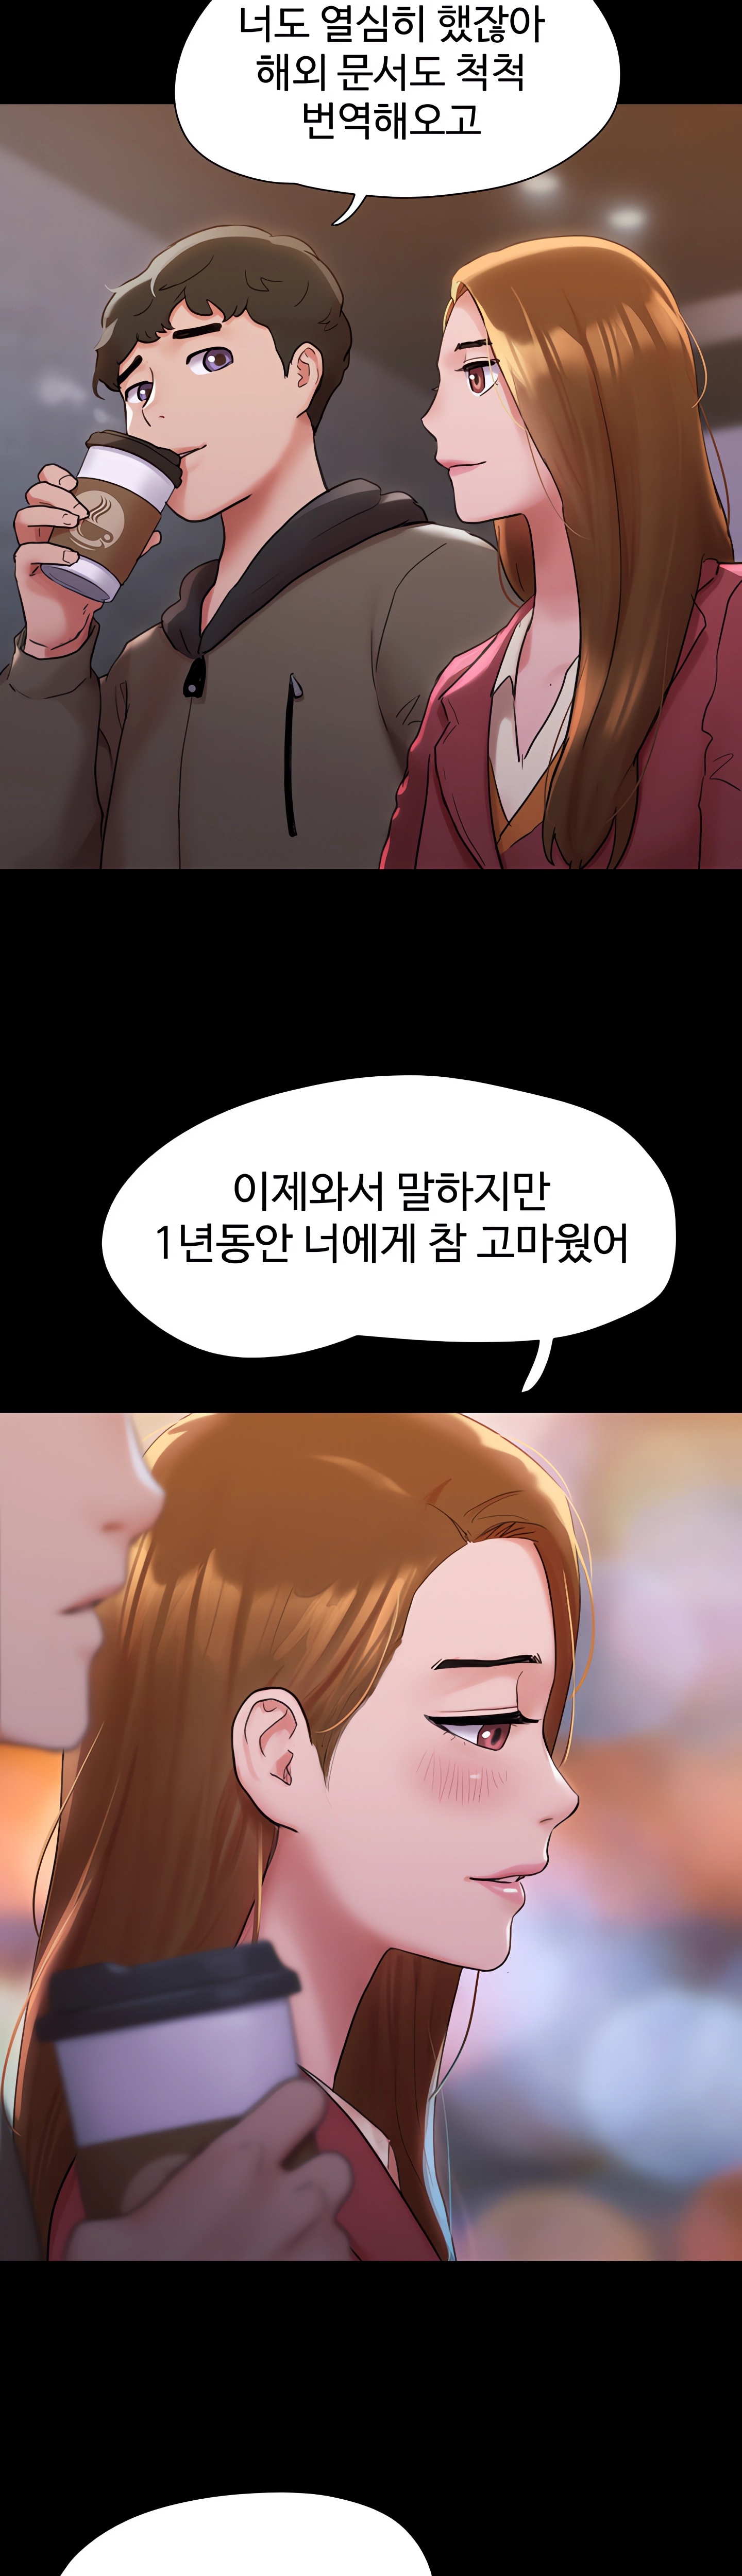 너도 열심히 했잖아
해외 문서도 척척
번역해오고
이제와서 말하지만
1년동안 너에게 참 고마웠어